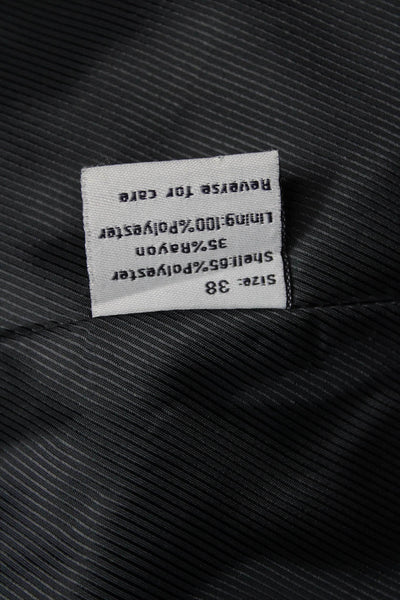 Size: 38
Shell:65%Polyester
35%Rayon
Lining:100%Polyester
Reverse for care